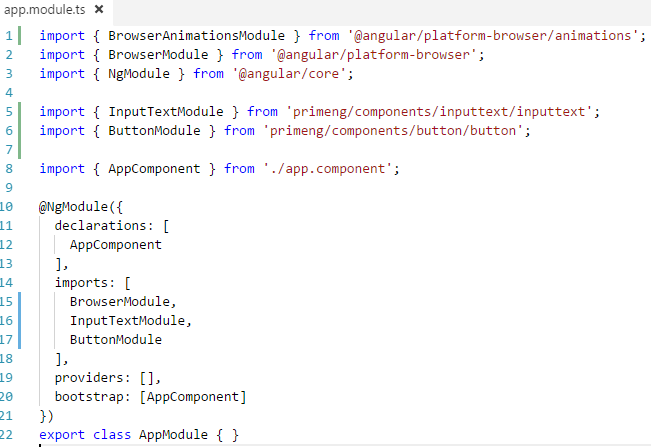 app.module.ts ×
1 import { BrowserAnimationsModule } from '@angular/platform-browser/animations';
2 import { BrowserModule } from '@angular/platform-browser';
3 import { NgModule } from '@angular/core';
4
5 import { InputTextModule } from 'primeng/components/inputtext/inputtext';
6 import { ButtonModule } from 'primeng/components/button/button';
7
8 import { AppComponent } from './app.component';
9
10 @NgModule({
11   declarations: [
12     AppComponent
13   ],
14   imports: [
15     BrowserModule,
16     InputTextModule,
17     ButtonModule
18   ],
19   providers: [],
20   bootstrap: [AppComponent]
21 })
22 export class AppModule { }